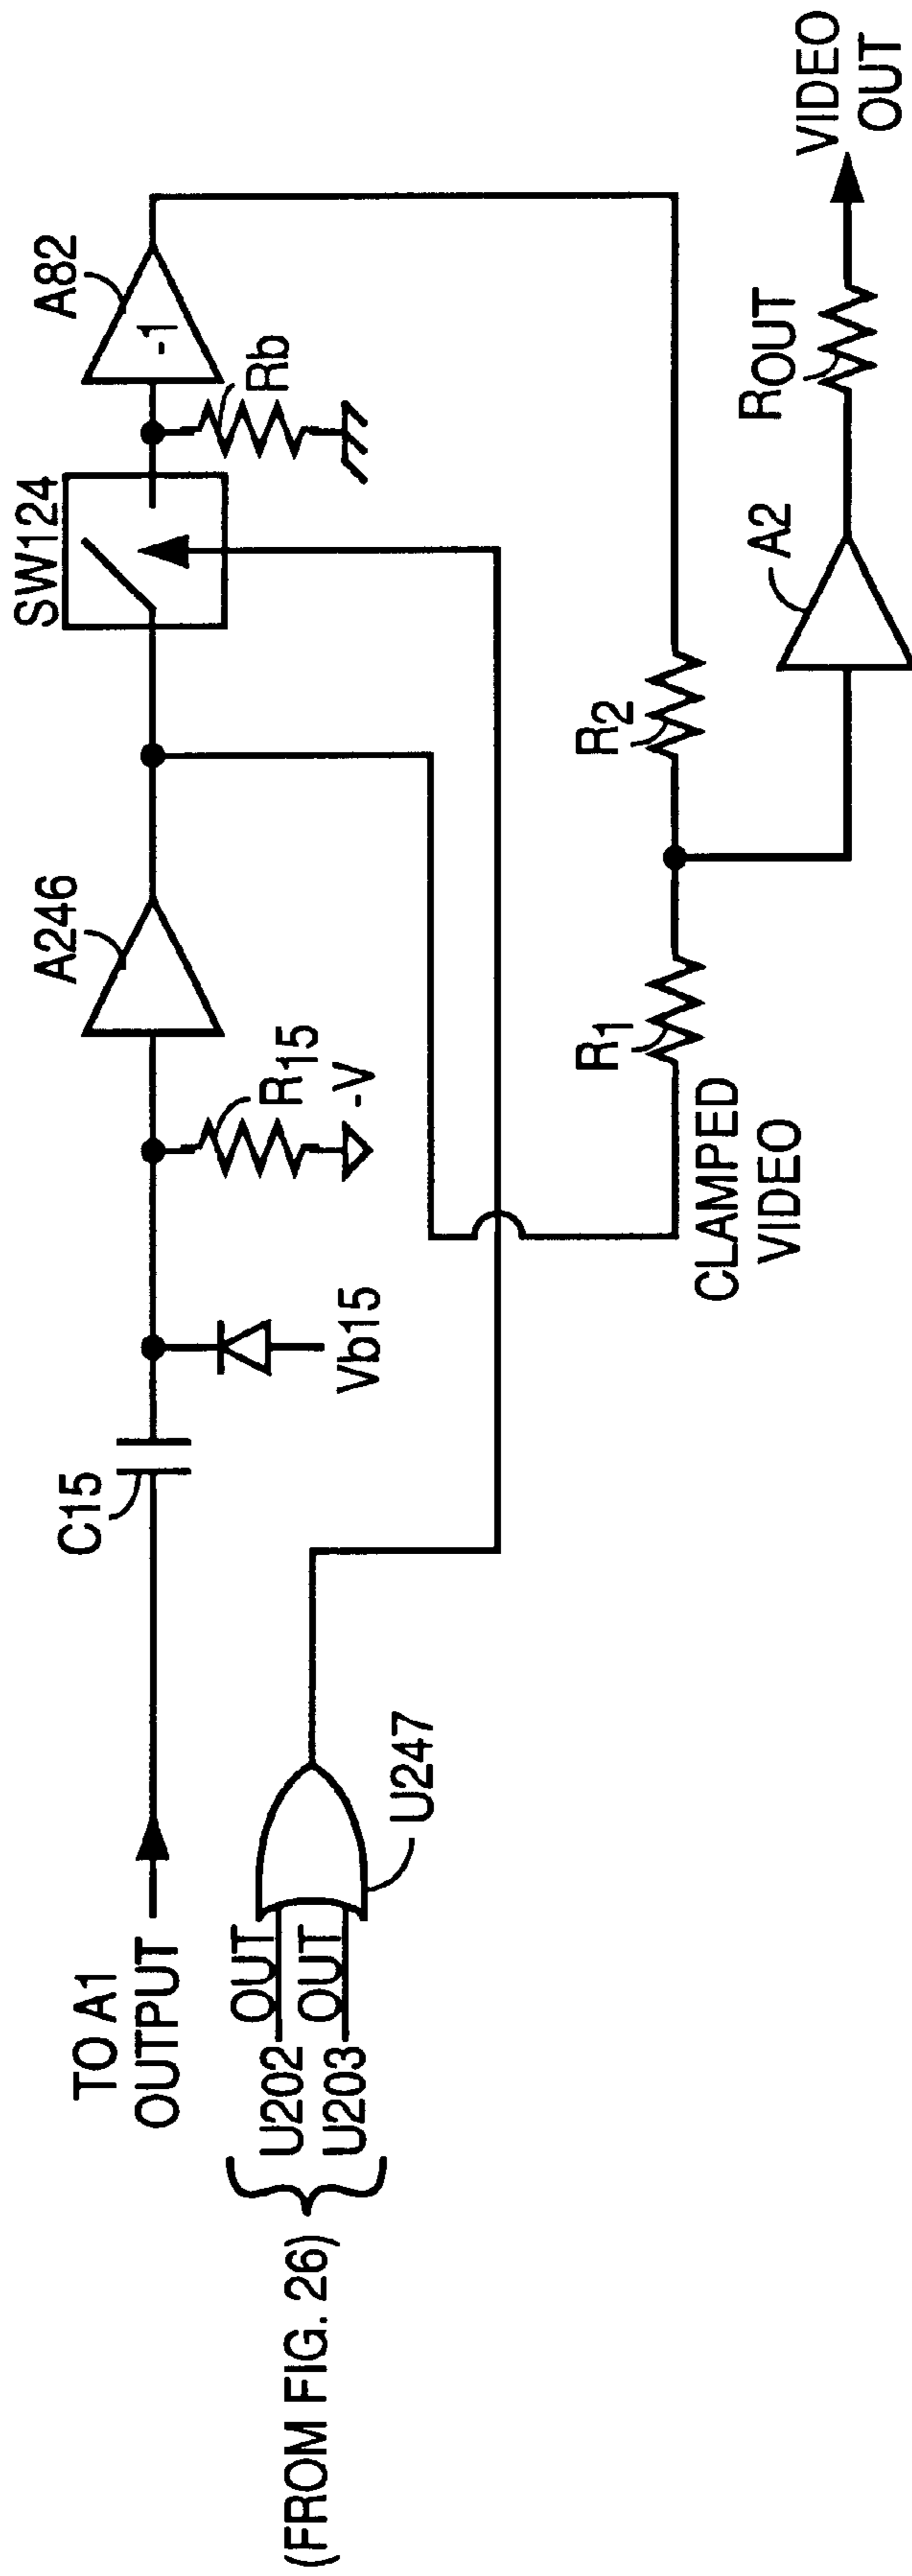 TO A1
OUTPUT
C15
Vb15
R15
-V
A246
SW124
Rb
A82
-1
(FROM FIG. 26)
U202 OUT
U203 OUT
U247
CLAMPED
VIDEO
R1
R2
A2
ROUT
VIDEO
OUT